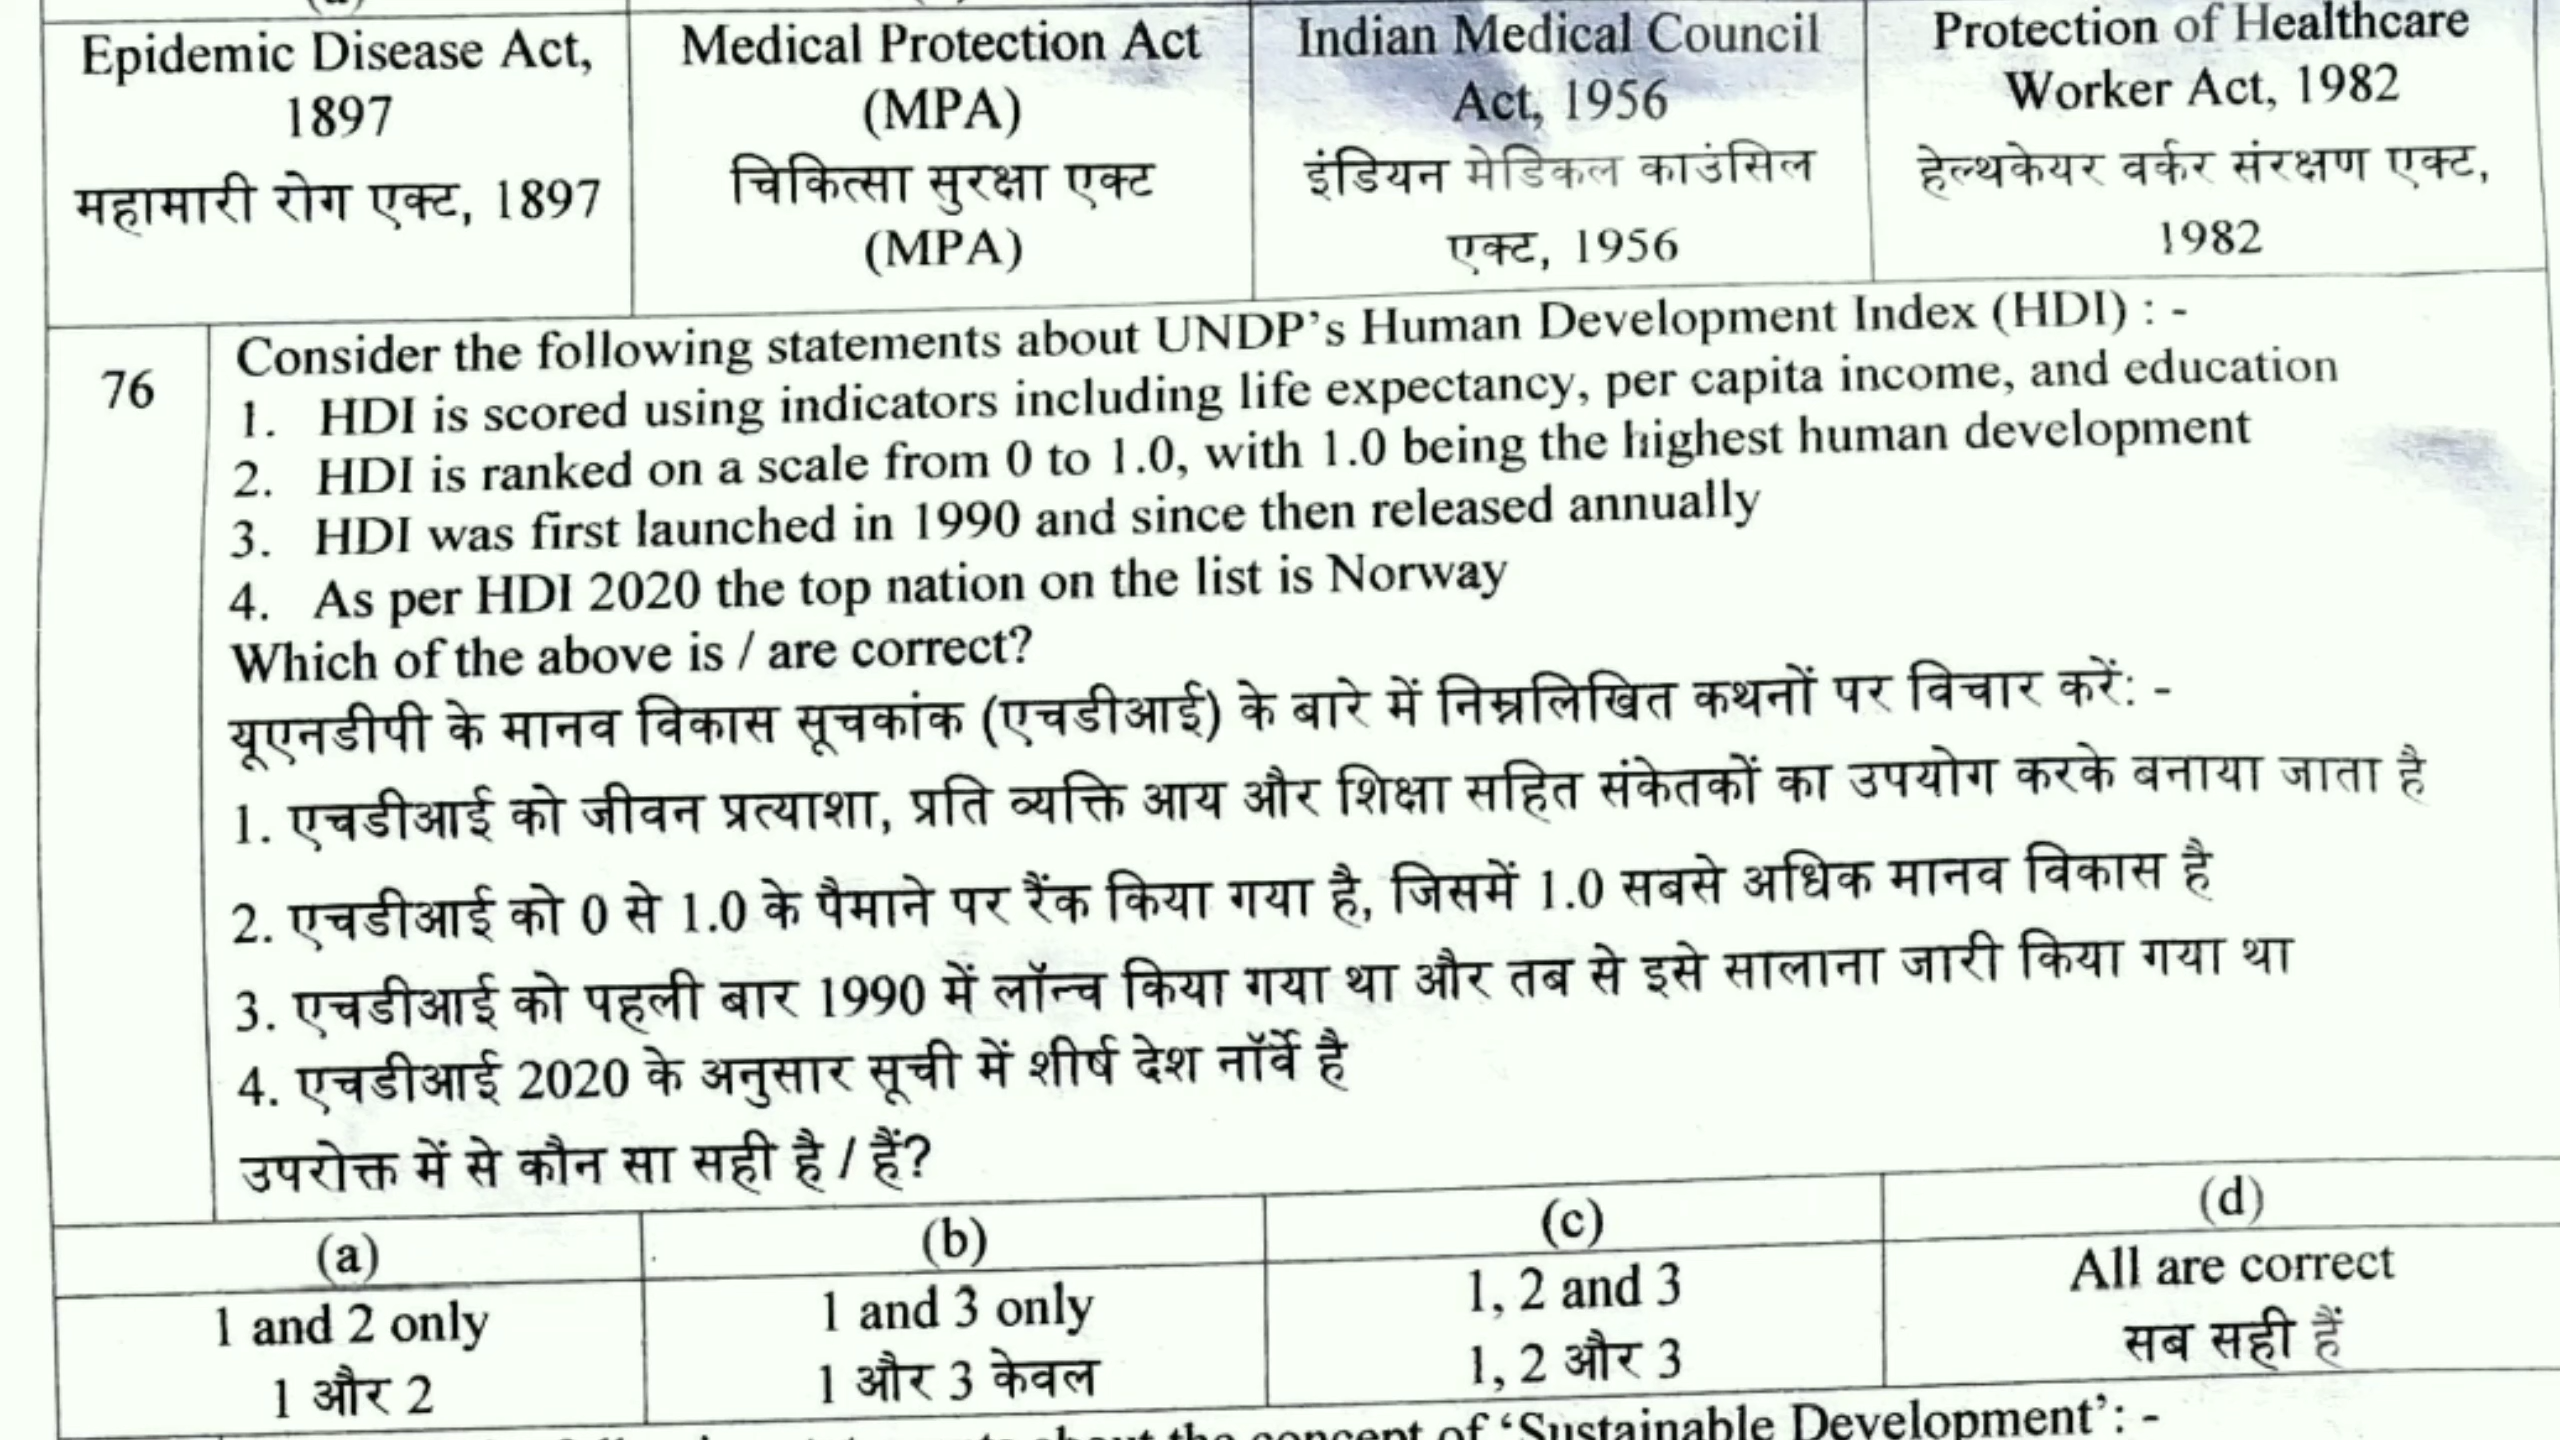 Epidemic Disease Act,
1897
महामारी रोग एक्ट, 1897
Medical Protection Act
(MPA)
चिकित्सा सुरक्षा एक्ट
(MPA)
Indian Medical Council
Act, 1956
इंडियन मेडिकल काउंसिल
एक्ट, 1956
Protection of Healthcare
Worker Act, 1982
हेल्थकेयर वर्कर संरक्षण एक्ट,
1982
76
Consider the following statements about UNDP's Human Development Index (HDI) : -
1. HDI is scored using indicators including life expectancy, per capita income, and education
2. HDI is ranked on a scale from 0 to 1.0, with 1.0 being the highest human development
3. HDI was first launched in 1990 and since then released annually
4. As per HDI 2020 the top nation on the list is Norway
Which of the above is / are correct?
यूएनडीपी के मानव विकास सूचकांक (एचडीआई) के बारे में निम्नलिखित कथनों पर विचार करें: -
1. एचडीआई को जीवन प्रत्याशा, प्रति व्यक्ति आय और शिक्षा सहित संकेतकों का उपयोग करके बनाया जाता है
2. एचडीआई को 0 से 1.0 के पैमाने पर रैंक किया गया है, जिसमें 1.0 सबसे अधिक मानव विकास है
3. एचडीआई को पहली बार 1990 में लॉन्च किया गया था और तब से इसे सालाना जारी किया गया था
4. एचडीआई 2020 के अनुसार सूची में शीर्ष देश नॉर्वे है
उपरोक्त में से कौन सा सही है / हैं?
(a)
(b)
(c)
(d)
1 and 2 only
1 और 2
1 and 3 only
1 और 3 केवल
1, 2 and 3
1, 2 और 3
All are correct
सब सही हैं
concept of 'Sustainable Development': -